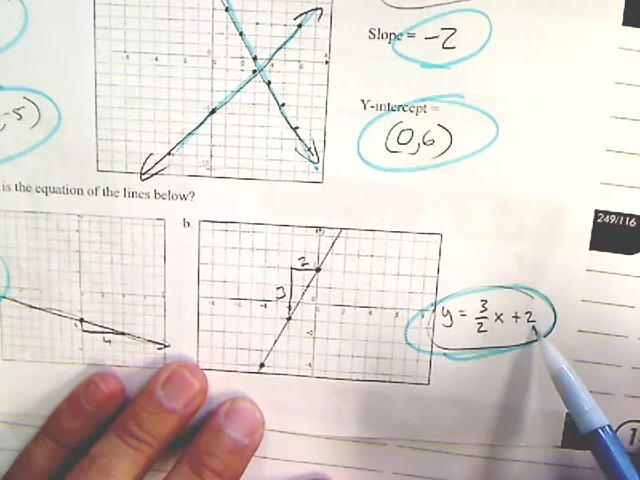 Slope = -2
Y-intercept =
-5)
(0,6)
is the equation of the lines below?
b.
249/116
2
3
y = 3/2 x + 2
4
1